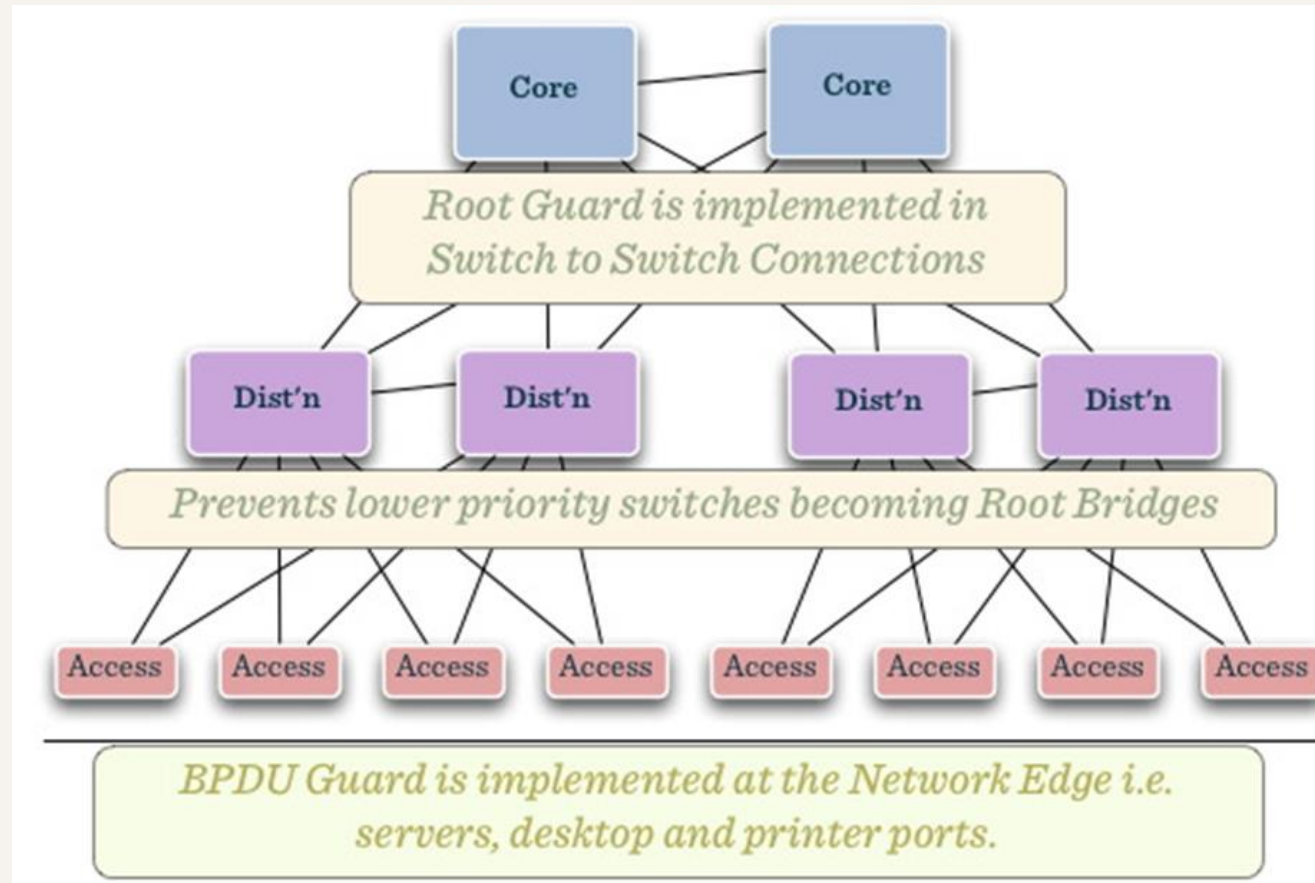 Core
Core
Root Guard is implemented in
Switch to Switch Connections
Dist'n
Dist'n
Dist'n
Dist'n
Prevents lower priority switches becoming Root Bridges
Access
Access
Access
Access
Access
Access
Access
Access
BPDU Guard is implemented at the Network Edge i.e.
servers, desktop and printer ports.